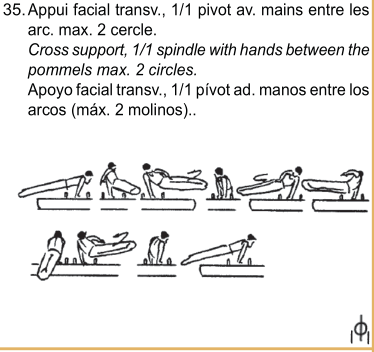 35. Appui facial transv., 1/1 pivot av. mains entre les
arc. max. 2 cercle.
Cross support, 1/1 spindle with hands between the
pommels max. 2 circles.
Apoyo facial transv., 1/1 pívot ad. manos entre los
arcos (máx. 2 molinos)..